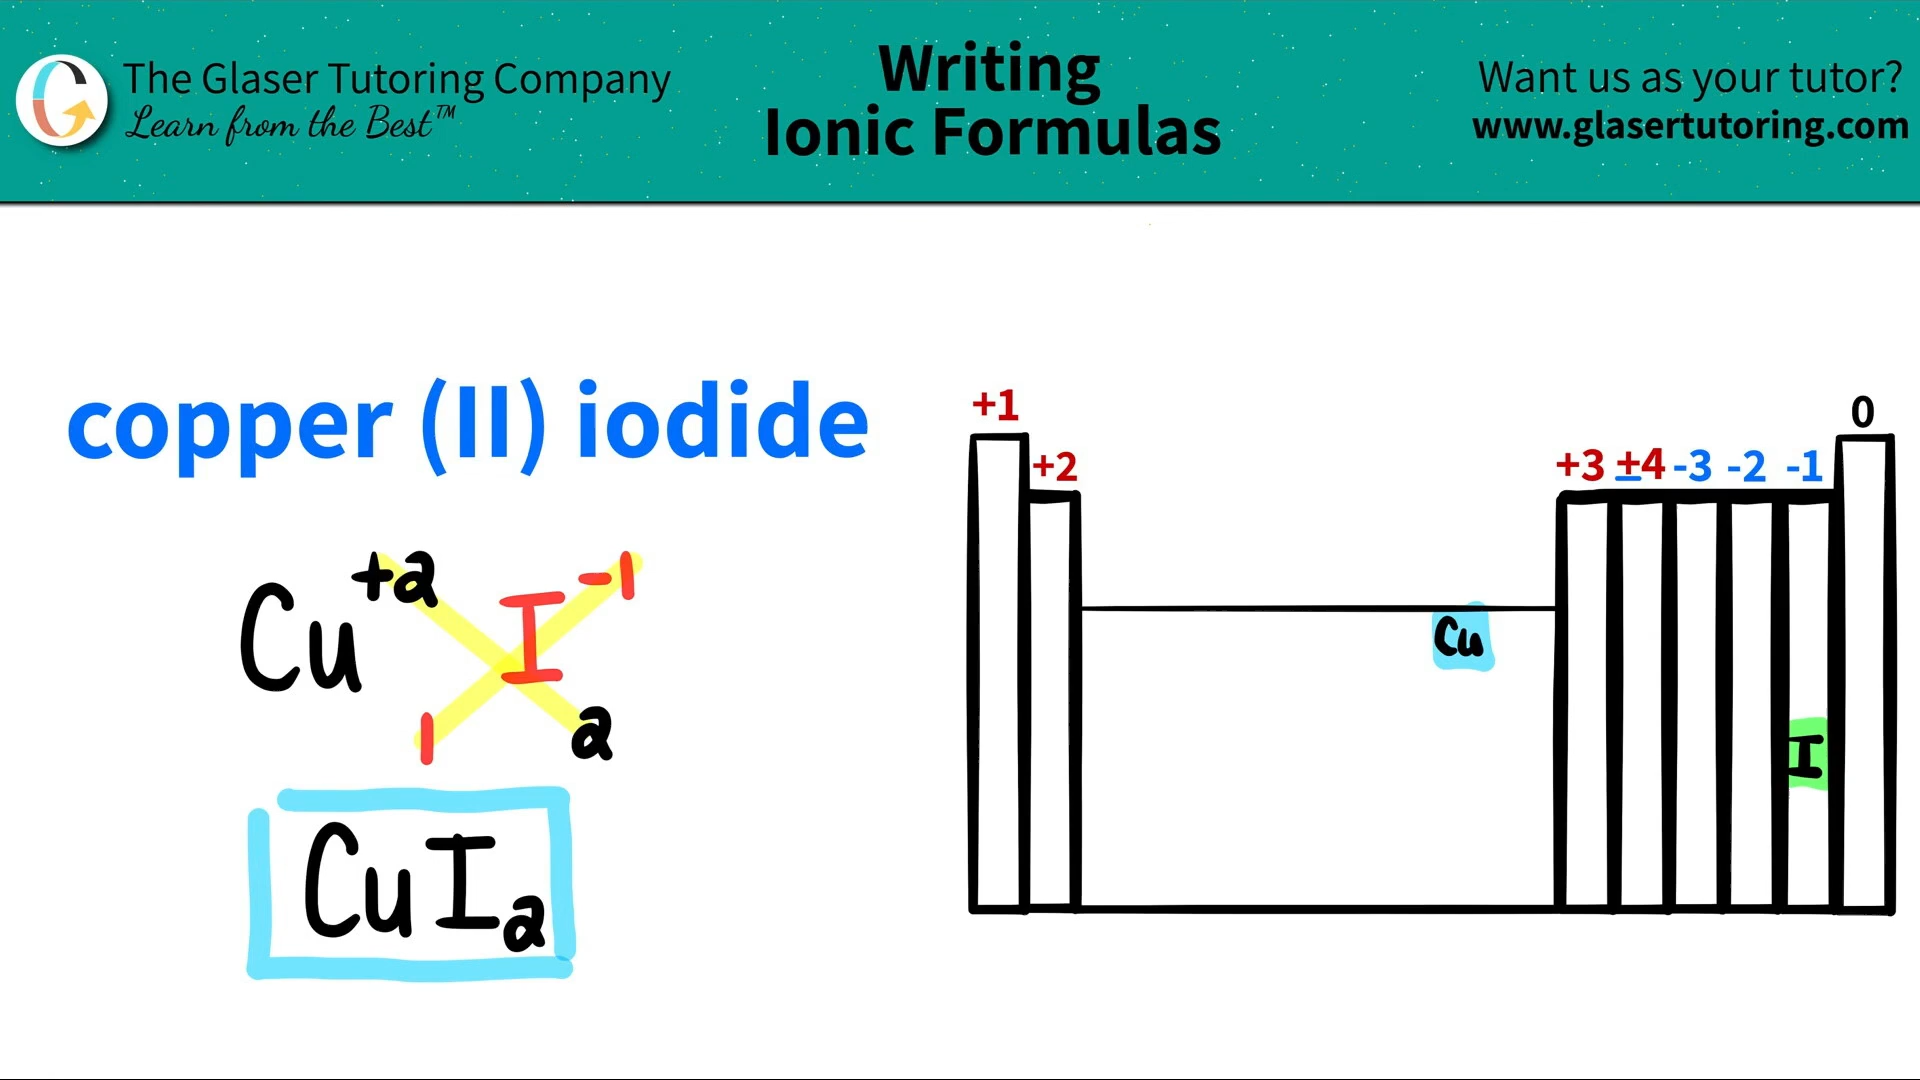 The Glaser Tutoring Company
Learn from the Best™
Writing
Ionic Formulas
Want us as your tutor?
www.glasertutoring.com
copper (II) iodide
Cu+2 I-1
1 2
CuI2
+1
+2
+3 ±4 -3 -2 -1
0
Cu
I